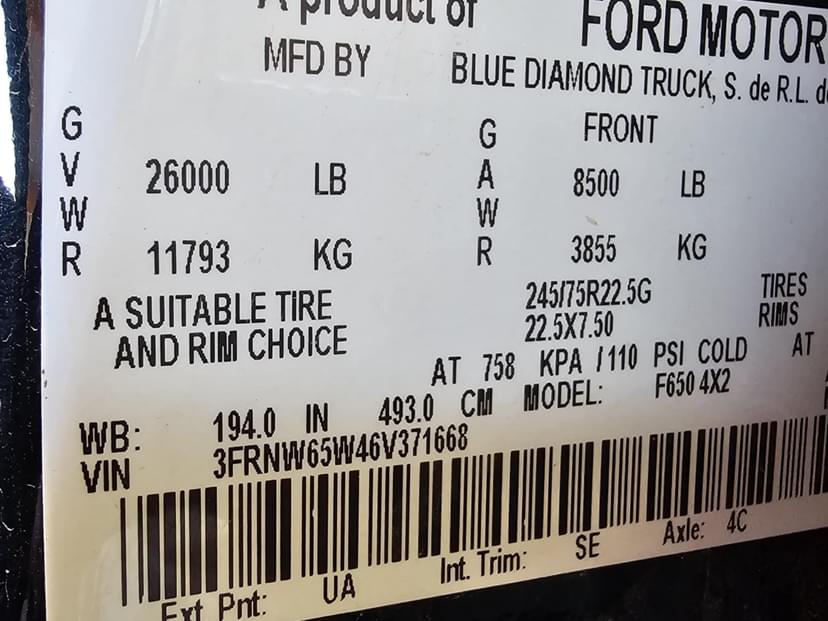 A product of FORD MOTOR
MFD BY BLUE DIAMOND TRUCK, S. de R.L. d
GVWR 26000 LB
11793 KG
GAWR FRONT
8500 LB
3855 KG
A SUITABLE TIRE
AND RIM CHOICE
245/75R22.5G TIRES
22.5X7.50 RIMS
AT 758 KPA / 110 PSI COLD AT
WB: 194.0 IN 493.0 CM MODEL: F650 4X2
VIN 3FRNW65W46V371668
Ext Pnt: UA Int. Trim: SE Axle: 4C